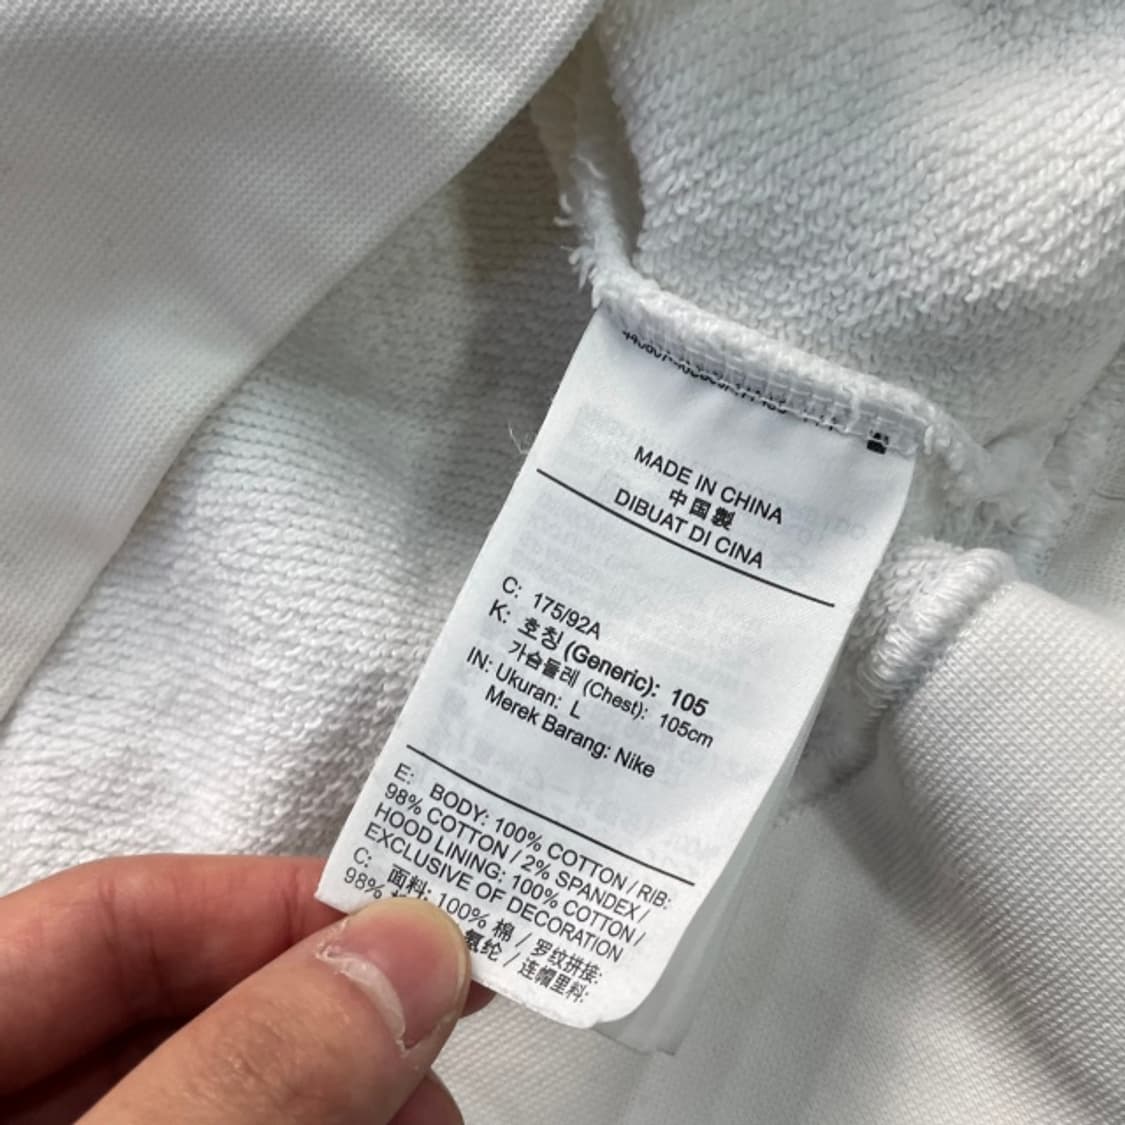 MADE IN CHINA
中国製
DIBUAT DI CINA
C: 175/92A
K: 호칭 (Generic): 105
가슴둘레 (Chest): 105cm
IN: Ukuran: L
Merek Barang: Nike
E: BODY: 100% COTTON / RIB:
98% COTTON / 2% SPANDEX /
HOOD LINING: 100% COTTON /
EXCLUSIVE OF DECORATION
C: 面料: 100% 棉 / 罗纹拼接:
98% 氨纶 / 连帽里料: